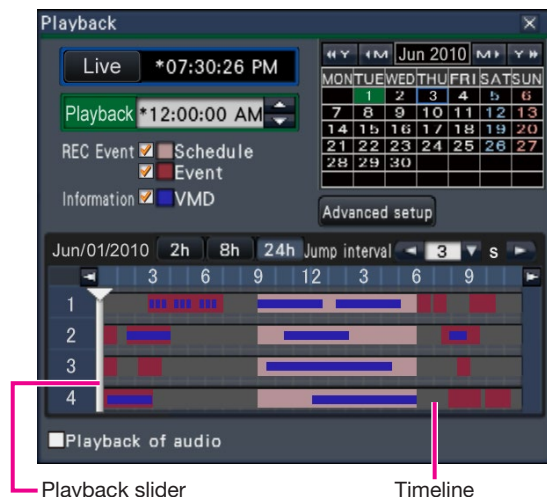 Playback
Live *07:30:26 PM
Playback *12:00:00 AM
REC Event Schedule
Event
Information VMD
Y M Jun 2010 M Y
MON TUE WED THU FRI SAT SUN
1 2 3 4 5 6
7 8 9 10 11 12 13
14 15 16 17 18 19 20
21 22 23 24 25 26 27
28 29 30
Advanced setup
Jun/01/2010 2h 8h 24h Jump interval 3 s
3 6 9 12 3 6 9
1
2
3
4
Playback of audio
Playback slider
Timeline